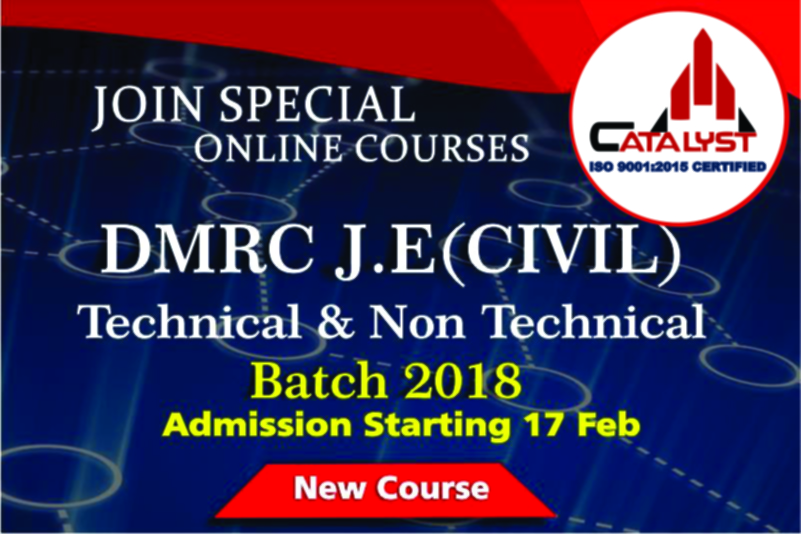 JOIN SPECIAL
ONLINE COURSES
CATALYST
ISO 9001:2015 CERTIFIED
DMRC J.E(CIVIL)
Technical & Non Technical
Batch 2018
Admission Starting 17 Feb
New Course